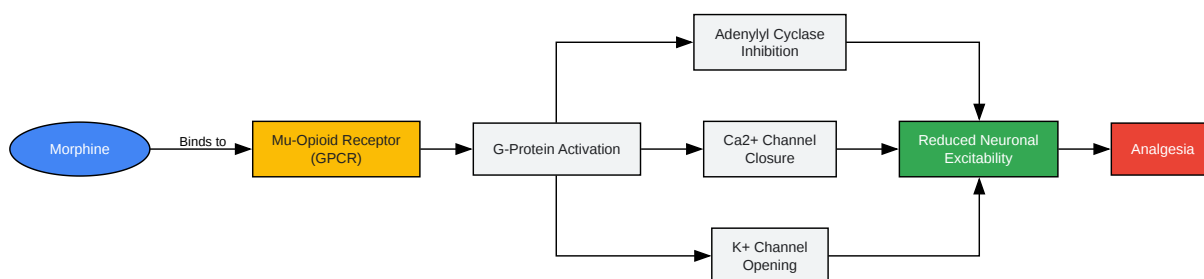 Morphine
Binds to
Mu-Opioid Receptor
(GPCR)
G-Protein Activation
Adenylyl Cyclase
Inhibition
Ca2+ Channel
Closure
K+ Channel
Opening
Reduced Neuronal
Excitability
Analgesia